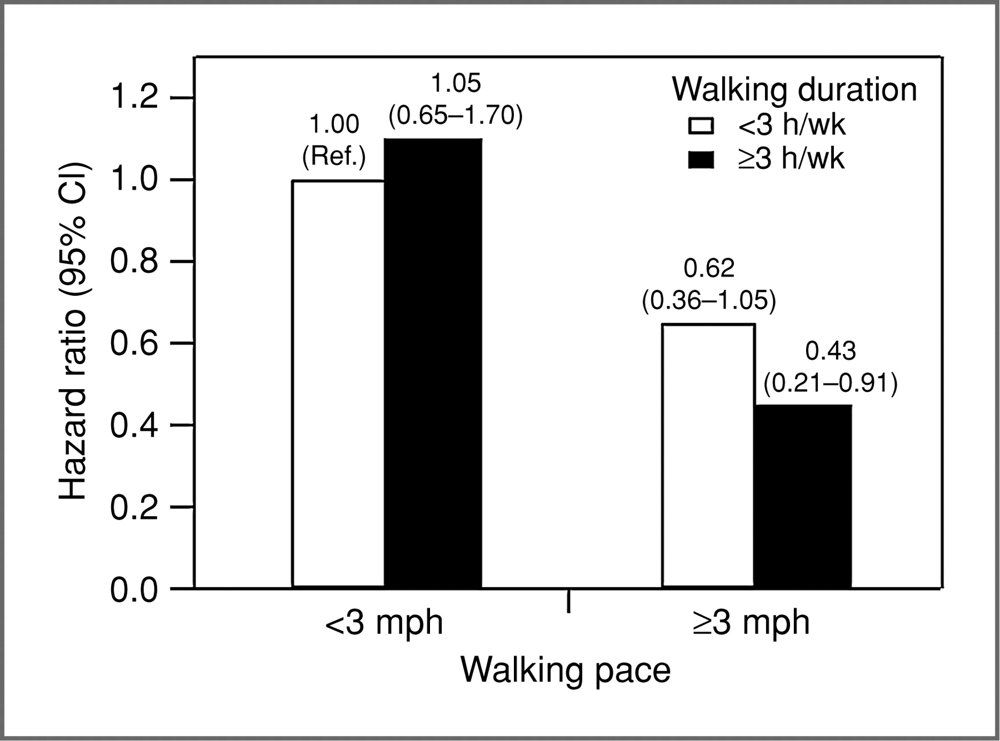 Walking duration
<3 h/wk
≥3 h/wk
1.00
(Ref.)
1.05
(0.65–1.70)
0.62
(0.36–1.05)
0.43
(0.21–0.91)
Hazard ratio (95% CI)
1.2
1.0
0.8
0.6
0.4
0.2
0.0
<3 mph
≥3 mph
Walking pace